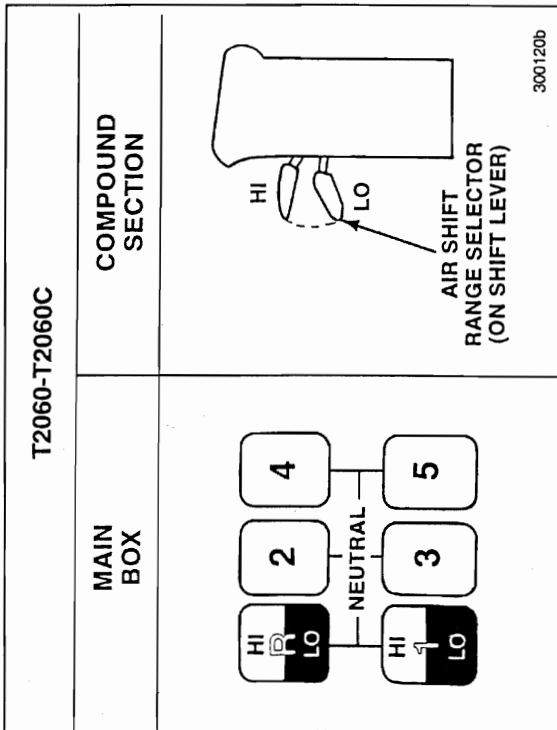 T2060-T2060C
MAIN
BOX
COMPOUND
SECTION
HI
R
LO
2
4
NEUTRAL
HI
1
LO
3
5
HI
LO
AIR SHIFT
RANGE SELECTOR
(ON SHIFT LEVER)
300120b